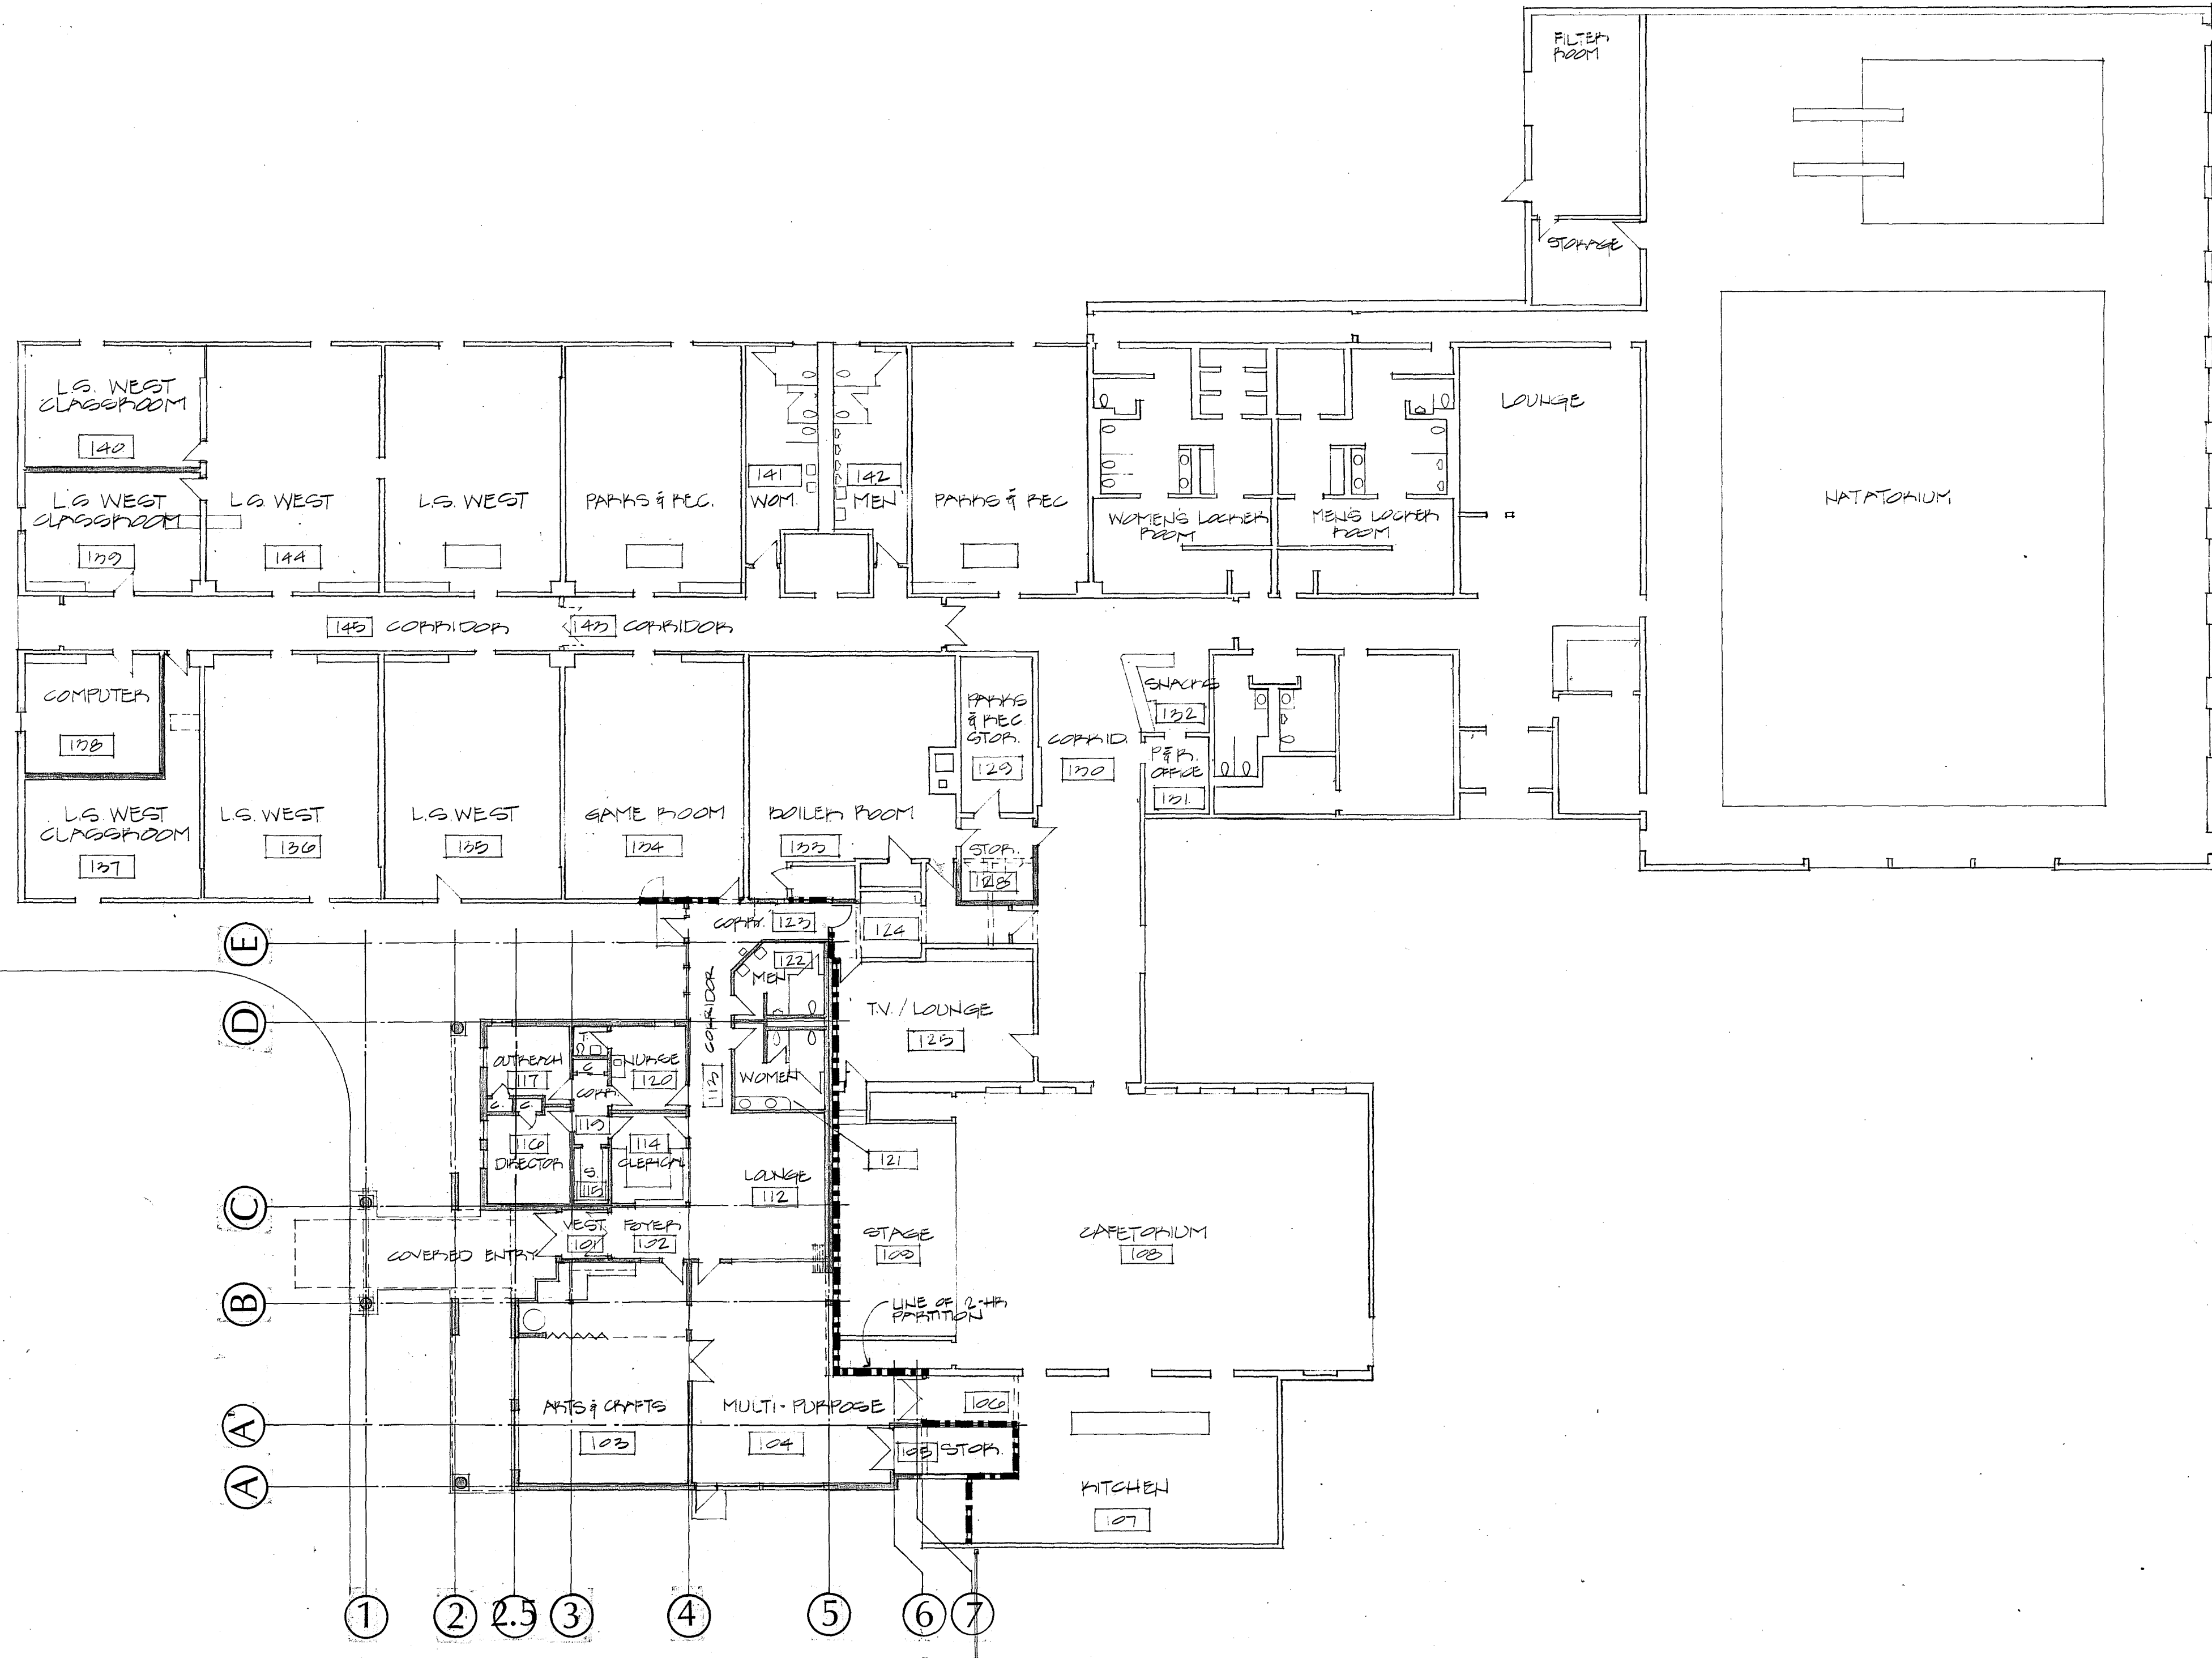 FILTER
ROOM
STORAGE
L.S. WEST
CLASSROOM
140
LOUNGE
L.S WEST
CLASSROOM
139
L.S. WEST
144
L.S. WEST
PARKS & REC.
141
WOM.
142
MEN
PARKS & REC
WOMEN'S LOCKER
ROOM
MEN'S LOCKER
ROOM
NATATORIUM
145 CORRIDOR
143 CORRIDOR
COMPUTER
138
L.S. WEST
CLASSROOM
137
L.S. WEST
136
L.S. WEST
135
GAME ROOM
134
BOILER ROOM
133
PARKS
& REC
STOR.
129
STOR.
128
CORRID.
130
SNACKS
132
P & R.
OFFICE
131
CORR. 123
124
E
122
MEN
CORRIDOR
113
D
T.V. / LOUNGE
125
OUTREACH
117
C.
C.
T.
C
NURSE
120
CORR.
119
WOMEN
116
DIRECTOR
S.
115
114
CLERICAL
121
LOUNGE
112
C
VEST.
101
FOYER
102
COVERED ENTRY
STAGE
109
CAFETORIUM
108
B
LINE OF 2-HR
PARTITION
ARTS & CRAFTS
103
MULTI-PURPOSE
104
106
105 STOR.
A'
A
KITCHEN
107
1
2
2.5
3
4
5
6
7